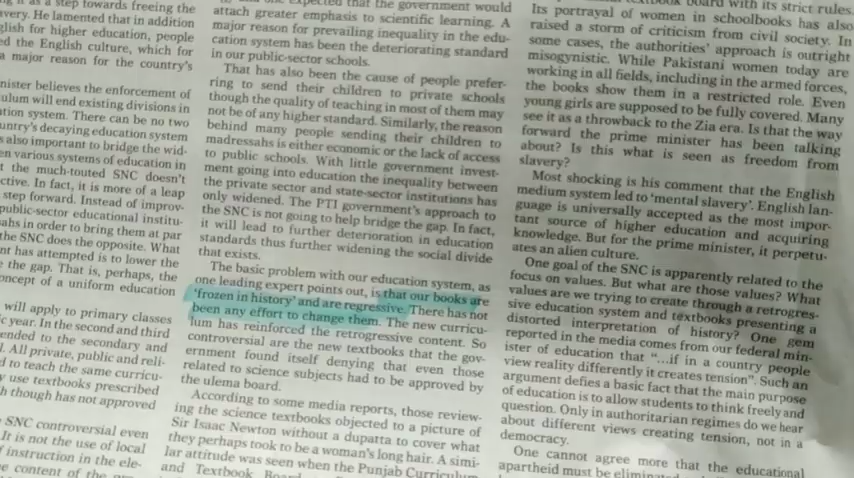 g it as a step towards freeing the
avery. He lamented that in addition
glish for higher education, people
ed the English culture, which for
a major reason for the country's
nister believes the enforcement of
ulum will end existing divisions in
ation system. There can be no two
untry's decaying education system
s also important to bridge the wid-
en various systems of education in
t the much-touted SNC doesn't
ctive. In fact, it is more of a leap
step forward. Instead of improv-
public-sector educational institu-
ahs in order to bring them at par
the SNC does the opposite. What
nt has attempted is to lower the
e the gap. That is, perhaps, the
oncept of a uniform education
will apply to primary classes
ic year. In the second and third
ended to the secondary and
l. All private, public and reli-
d to teach the same curricu-
y use textbooks prescribed
h though has not approved
SNC controversial even
It is not the use of local
f instruction in the ele-
e content of the
expected that the government would
attach greater emphasis to scientific learning. A
major reason for prevailing inequality in the edu-
cation system has been the deteriorating standard
in our public-sector schools.
That has also been the cause of people prefer-
ring to send their children to private schools
though the quality of teaching in most of them may
not be of any higher standard. Similarly, the reason
behind many people sending their children to
madressahs is either economic or the lack of access
to public schools. With little government invest-
ment going into education the inequality between
the private sector and state-sector institutions has
only widened. The PTI government's approach to
the SNC is not going to help bridge the gap. In fact,
it will lead to further deterioration in education
standards thus further widening the social divide
that exists.
The basic problem with our education system, as
one leading expert points out, is that our books are
'frozen in history' and are regressive. There has not
been any effort to change them. The new curricu-
lum has reinforced the retrogressive content. So
controversial are the new textbooks that the gov-
ernment found itself denying that even those
related to science subjects had to be approved by
the ulema board.
According to some media reports, those review-
ing the science textbooks objected to a picture of
Sir Isaac Newton without a dupatta to cover what
they perhaps took to be a woman's long hair. A simi-
lar attitude was seen when the Punjab Curriculum
and Textbook Board
board with its strict rules.
Its portrayal of women in schoolbooks has also
raised a storm of criticism from civil society. In
some cases, the authorities' approach is outright
misogynistic. While Pakistani women today are
working in all fields, including in the armed forces,
the books show them in a restricted role. Even
young girls are supposed to be fully covered. Many
see it as a throwback to the Zia era. Is that the way
forward the prime minister has been talking
about? Is this what is seen as freedom from
slavery?
Most shocking is his comment that the English
medium system led to 'mental slavery'. English lan-
guage is universally accepted as the most impor-
tant source of higher education and acquiring
knowledge. But for the prime minister, it perpetu-
ates an alien culture.
One goal of the SNC is apparently related to the
focus on values. But what are those values? What
values are we trying to create through a retrogres-
sive education system and textbooks presenting a
distorted interpretation of history? One gem
reported in the media comes from our federal min-
ister of education that "...if in a country people
view reality differently it creates tension". Such an
argument defies a basic fact that the main purpose
of education is to allow students to think freely and
question. Only in authoritarian regimes do we hear
about different views creating tension, not in a
democracy.
One cannot agree more that the educational
apartheid must be